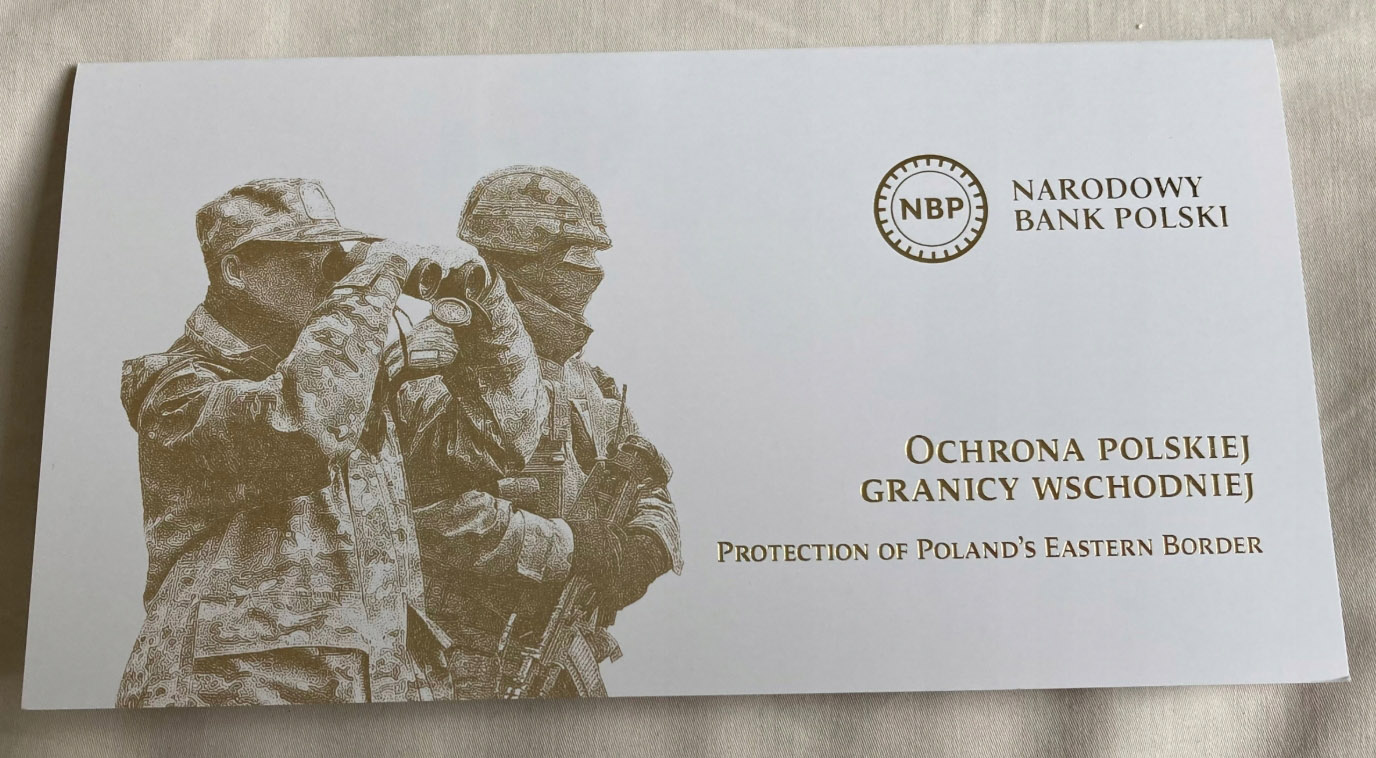 NBP
NARODOWY
BANK POLSKI
OCHRONA POLSKIEJ
GRANICY WSCHODNIEJ
PROTECTION OF POLAND'S EASTERN BORDER